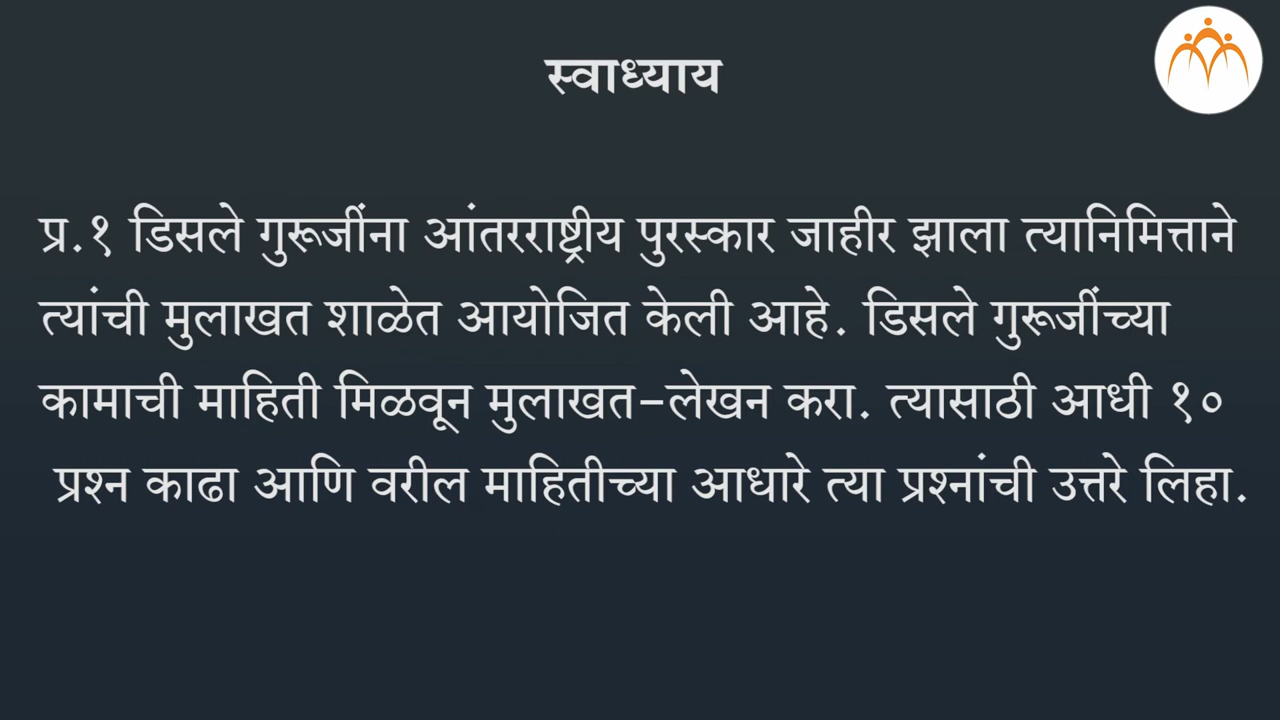 स्वाध्याय
प्र.१ डिसले गुरूजींना आंतरराष्ट्रीय पुरस्कार जाहीर झाला त्यानिमित्ताने
त्यांची मुलाखत शाळेत आयोजित केली आहे. डिसले गुरूजींच्या
कामाची माहिती मिळवून मुलाखत-लेखन करा. त्यासाठी आधी १०
प्रश्न काढा आणि वरील माहितीच्या आधारे त्या प्रश्नांची उत्तरे लिहा.